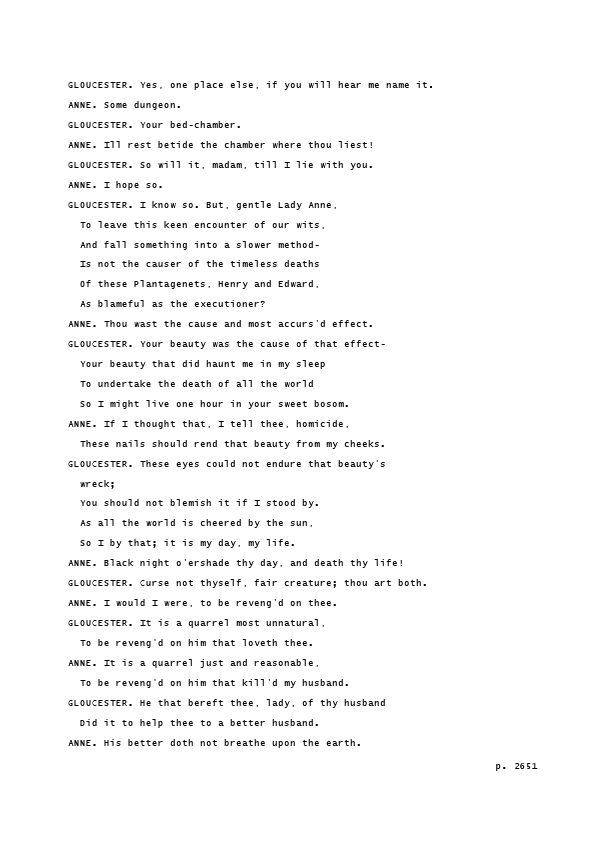 GLOUCESTER. Yes, one place else, if you will hear me name it.
ANNE. Some dungeon.
GLOUCESTER. Your bed-chamber.
ANNE. Ill rest betide the chamber where thou liest!
GLOUCESTER. So will it, madam, till I lie with you.
ANNE. I hope so.
GLOUCESTER. I know so. But, gentle Lady Anne,
To leave this keen encounter of our wits,
And fall something into a slower method-
Is not the causer of the timeless deaths
Of these Plantagenets, Henry and Edward,
As blameful as the executioner?
ANNE. Thou wast the cause and most accurs'd effect.
GLOUCESTER. Your beauty was the cause of that effect-
Your beauty that did haunt me in my sleep
To undertake the death of all the world
So I might live one hour in your sweet bosom.
ANNE. If I thought that, I tell thee, homicide,
These nails should rend that beauty from my cheeks.
GLOUCESTER. These eyes could not endure that beauty's
wreck;
You should not blemish it if I stood by.
As all the world is cheered by the sun,
So I by that; it is my day, my life.
ANNE. Black night o'ershade thy day, and death thy life!
GLOUCESTER. Curse not thyself, fair creature; thou art both.
ANNE. I would I were, to be reveng'd on thee.
GLOUCESTER. It is a quarrel most unnatural,
To be reveng'd on him that loveth thee.
ANNE. It is a quarrel just and reasonable,
To be reveng'd on him that kill'd my husband.
GLOUCESTER. He that bereft thee, lady, of thy husband
Did it to help thee to a better husband.
ANNE. His better doth not breathe upon the earth.
p. 2651